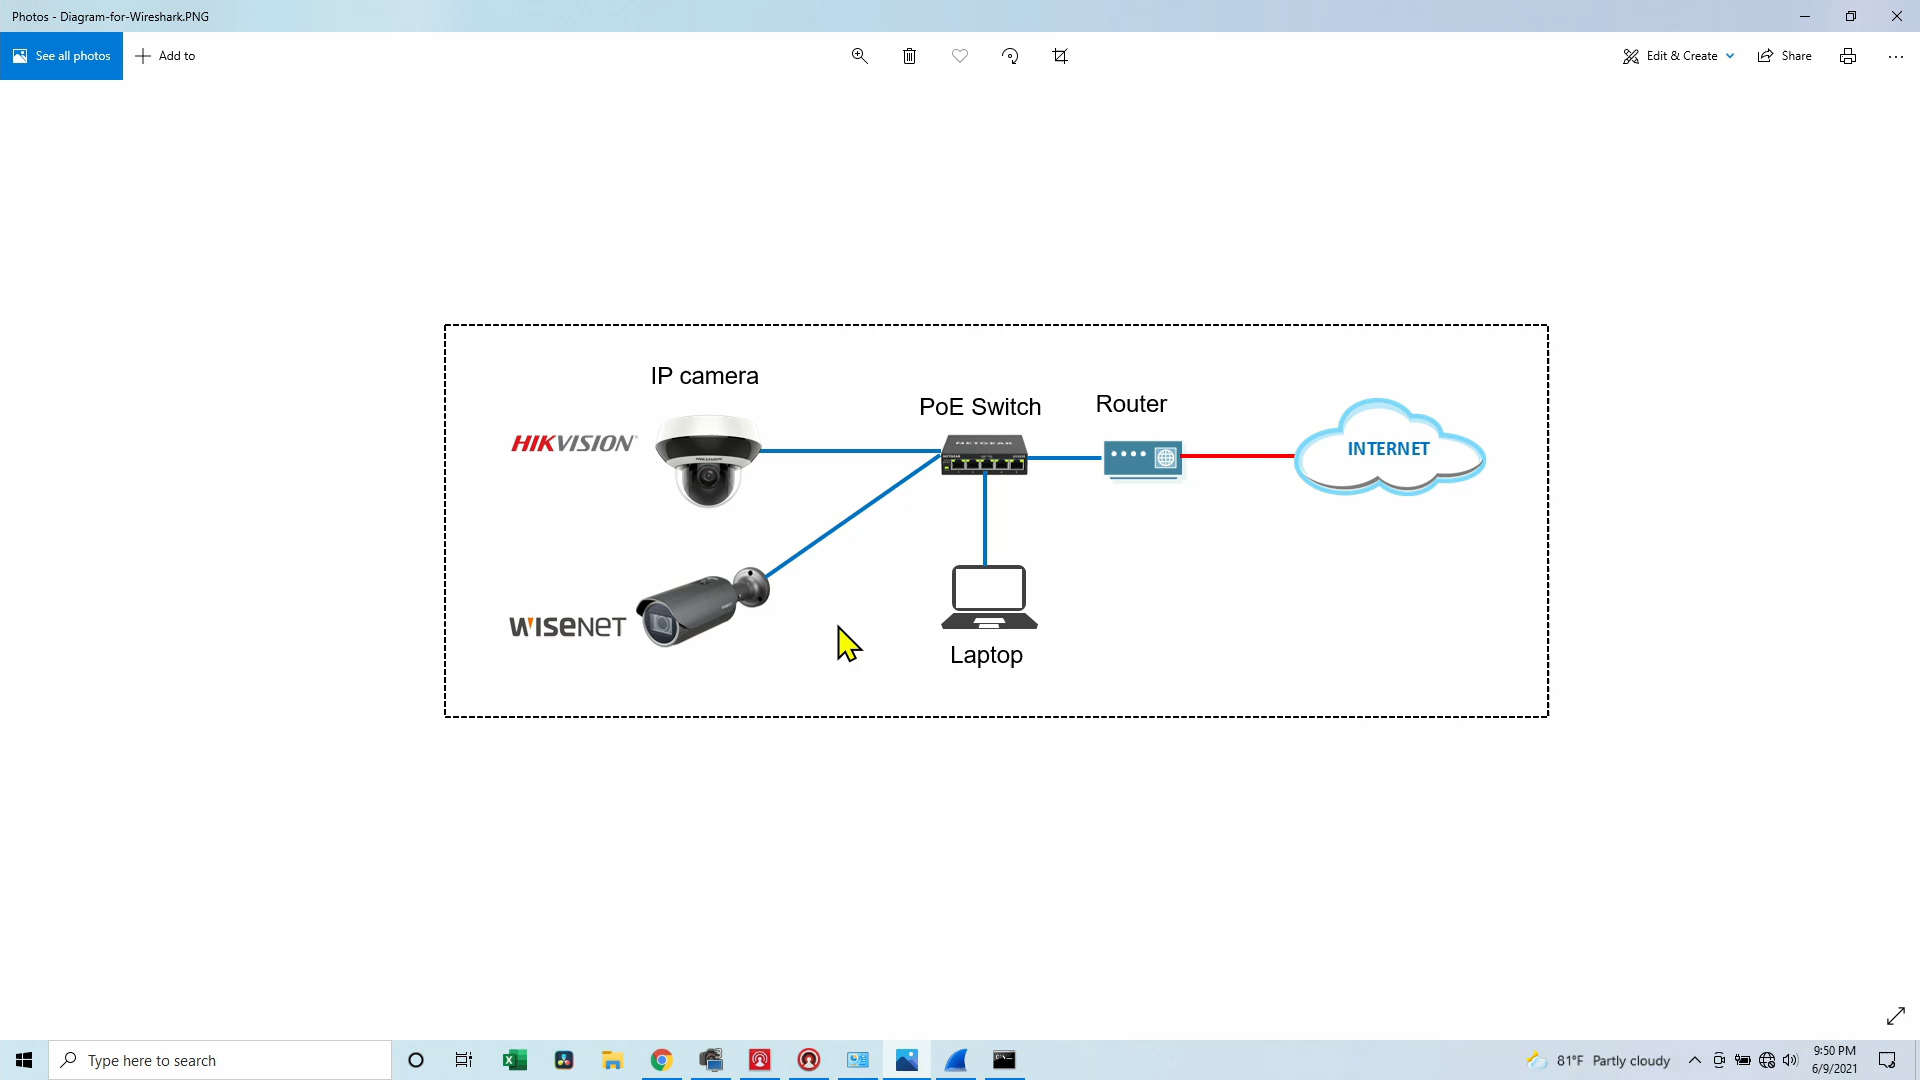 Photos - Diagram-for-Wireshark.PNG
See all photos
Add to
Edit & Create
Share
IP camera
PoE Switch
Router
HIKVISION
NETGEAR
INTERNET
WISENET
Laptop
Type here to search
81°F Partly cloudy
9:50 PM
6/9/2021